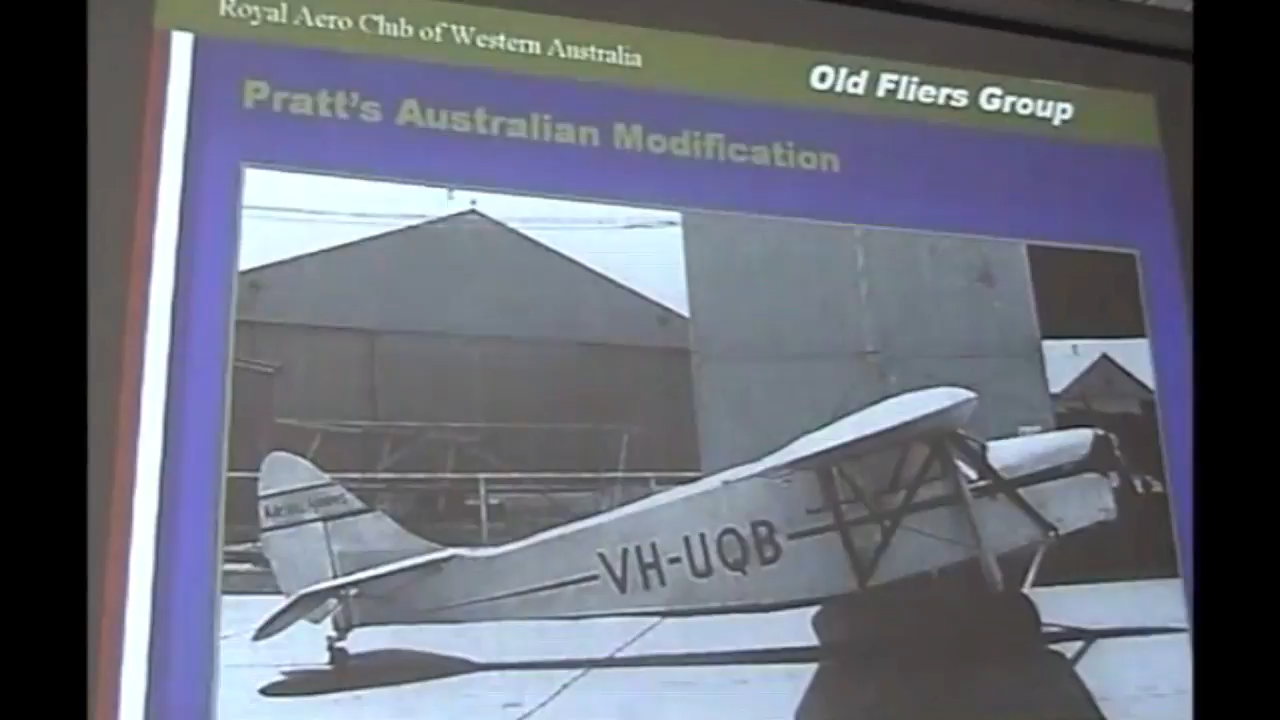 Royal Aero Club of Western Australia
Old Fliers Group
Pratt's Australian Modification
VH-UQB